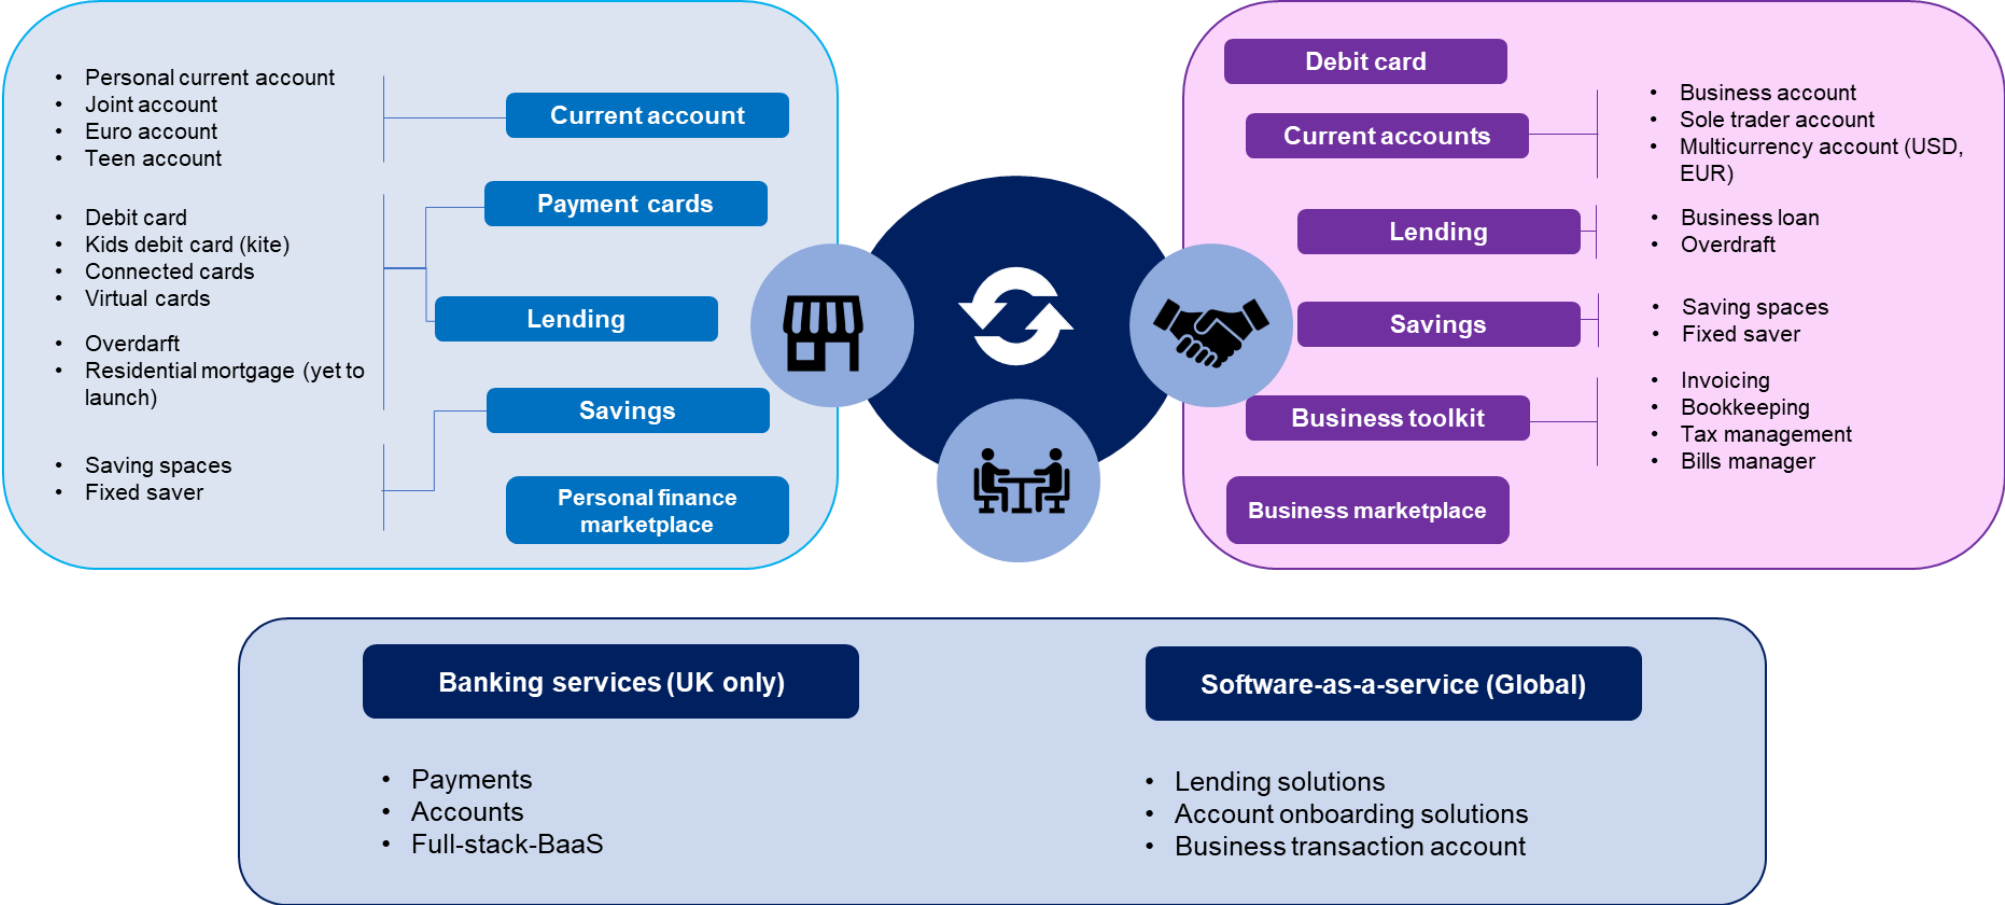 • Personal current account
• Joint account
• Euro account
• Teen account
Current account
• Debit card
• Kids debit card (kite)
• Connected cards
• Virtual cards
Payment cards
• Overdarft
• Residential mortgage (yet to
launch)
Lending
• Saving spaces
• Fixed saver
Savings
Personal finance
marketplace
Debit card
Current accounts
• Business account
• Sole trader account
• Multicurrency account (USD,
EUR)
Lending
• Business loan
• Overdraft
Savings
• Saving spaces
• Fixed saver
Business toolkit
• Invoicing
• Bookkeeping
• Tax management
• Bills manager
Business marketplace
Banking services (UK only)
• Payments
• Accounts
• Full-stack-BaaS
Software-as-a-service (Global)
• Lending solutions
• Account onboarding solutions
• Business transaction account